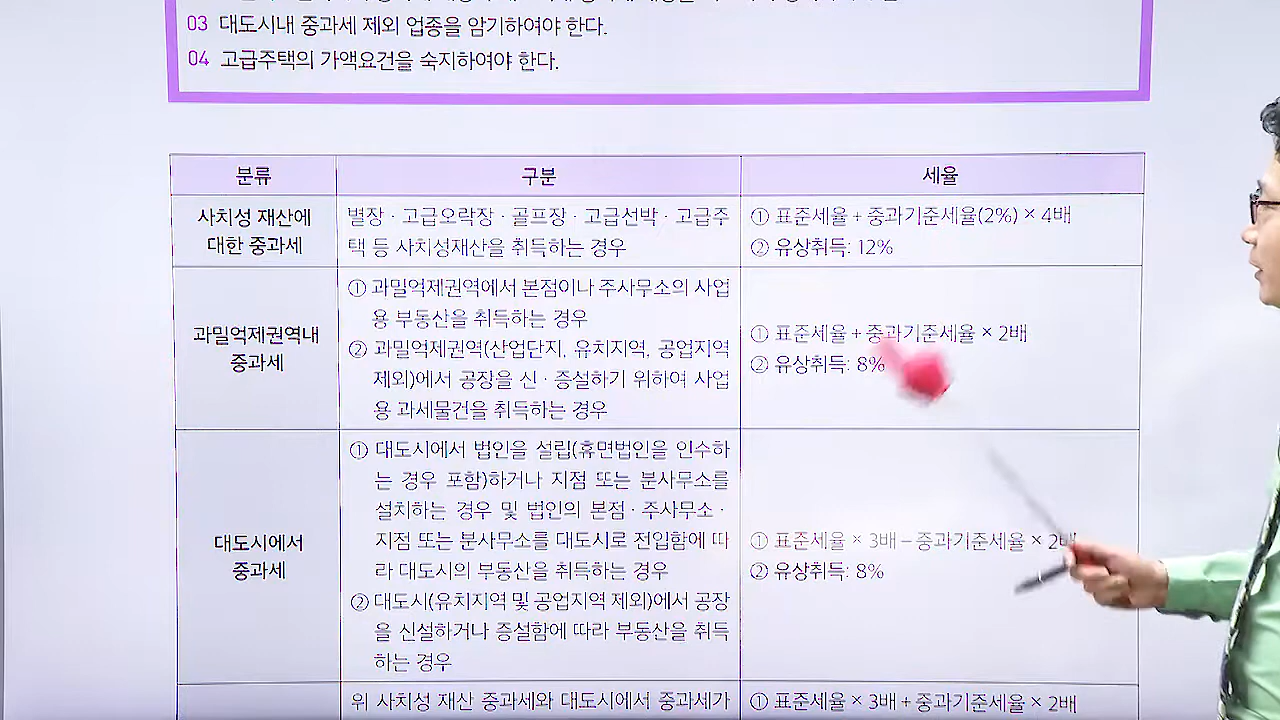 03 대도시내 중과세 제외 업종을 암기하여야 한다.
04 고급주택의 가액요건을 숙지하여야 한다.
분류
구분
세율
사치성 재산에
대한 중과세
별장·고급오락장·골프장·고급선박·고급주
택 등 사치성재산을 취득하는 경우
① 표준세율 + 중과기준세율(2%) × 4배
② 유상취득: 12%
과밀억제권역내
중과세
① 과밀억제권역에서 본점이나 주사무소의 사업
용 부동산을 취득하는 경우
② 과밀억제권역(산업단지, 유치지역, 공업지역
제외)에서 공장을 신·증설하기 위하여 사업
용 과세물건을 취득하는 경우
① 표준세율 + 중과기준세율 × 2배
② 유상취득: 8%
대도시에서
중과세
① 대도시에서 법인을 설립(휴면법인을 인수하
는 경우 포함)하거나 지점 또는 분사무소를
설치하는 경우 및 법인의 본점·주사무소·
지점 또는 분사무소를 대도시로 전입함에 따
라 대도시의 부동산을 취득하는 경우
② 대도시(유치지역 및 공업지역 제외)에서 공장
을 신설하거나 증설함에 따라 부동산을 취득
하는 경우
① 표준세율 × 3배 – 중과기준세율 × 2배
② 유상취득: 8%
위 사치성 재산 중과세와 대도시에서 중과세가
① 표준세율 × 3배 + 중과기준세율 × 2배